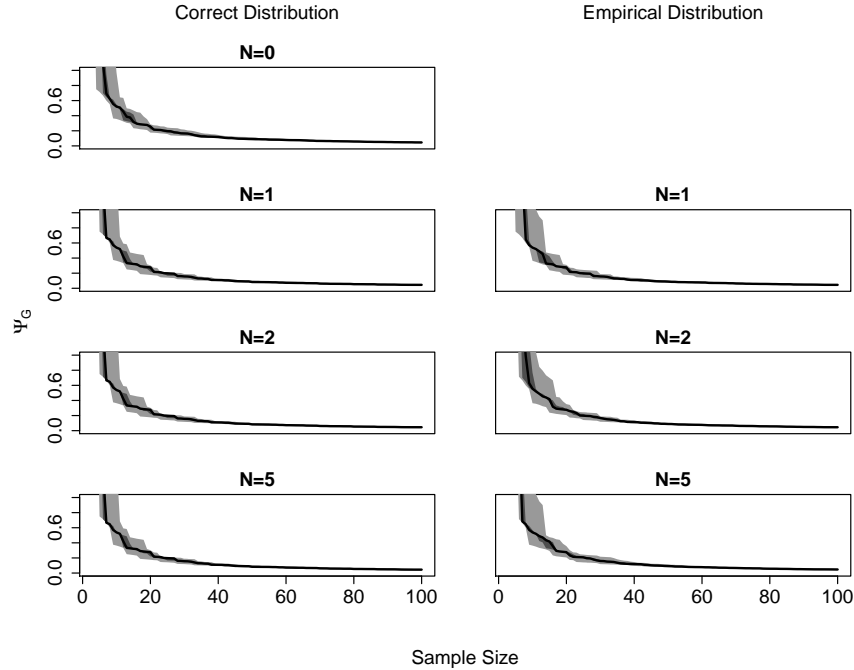 Correct Distribution
Empirical Distribution
N=0
0.0 0.6
N=1
0.0 0.6
N=1
N=2
0.0 0.6
N=2
N=5
0.0 0.6
N=5
0 20 40 60 80 100
0 20 40 60 80 100
Ψ_G
Sample Size